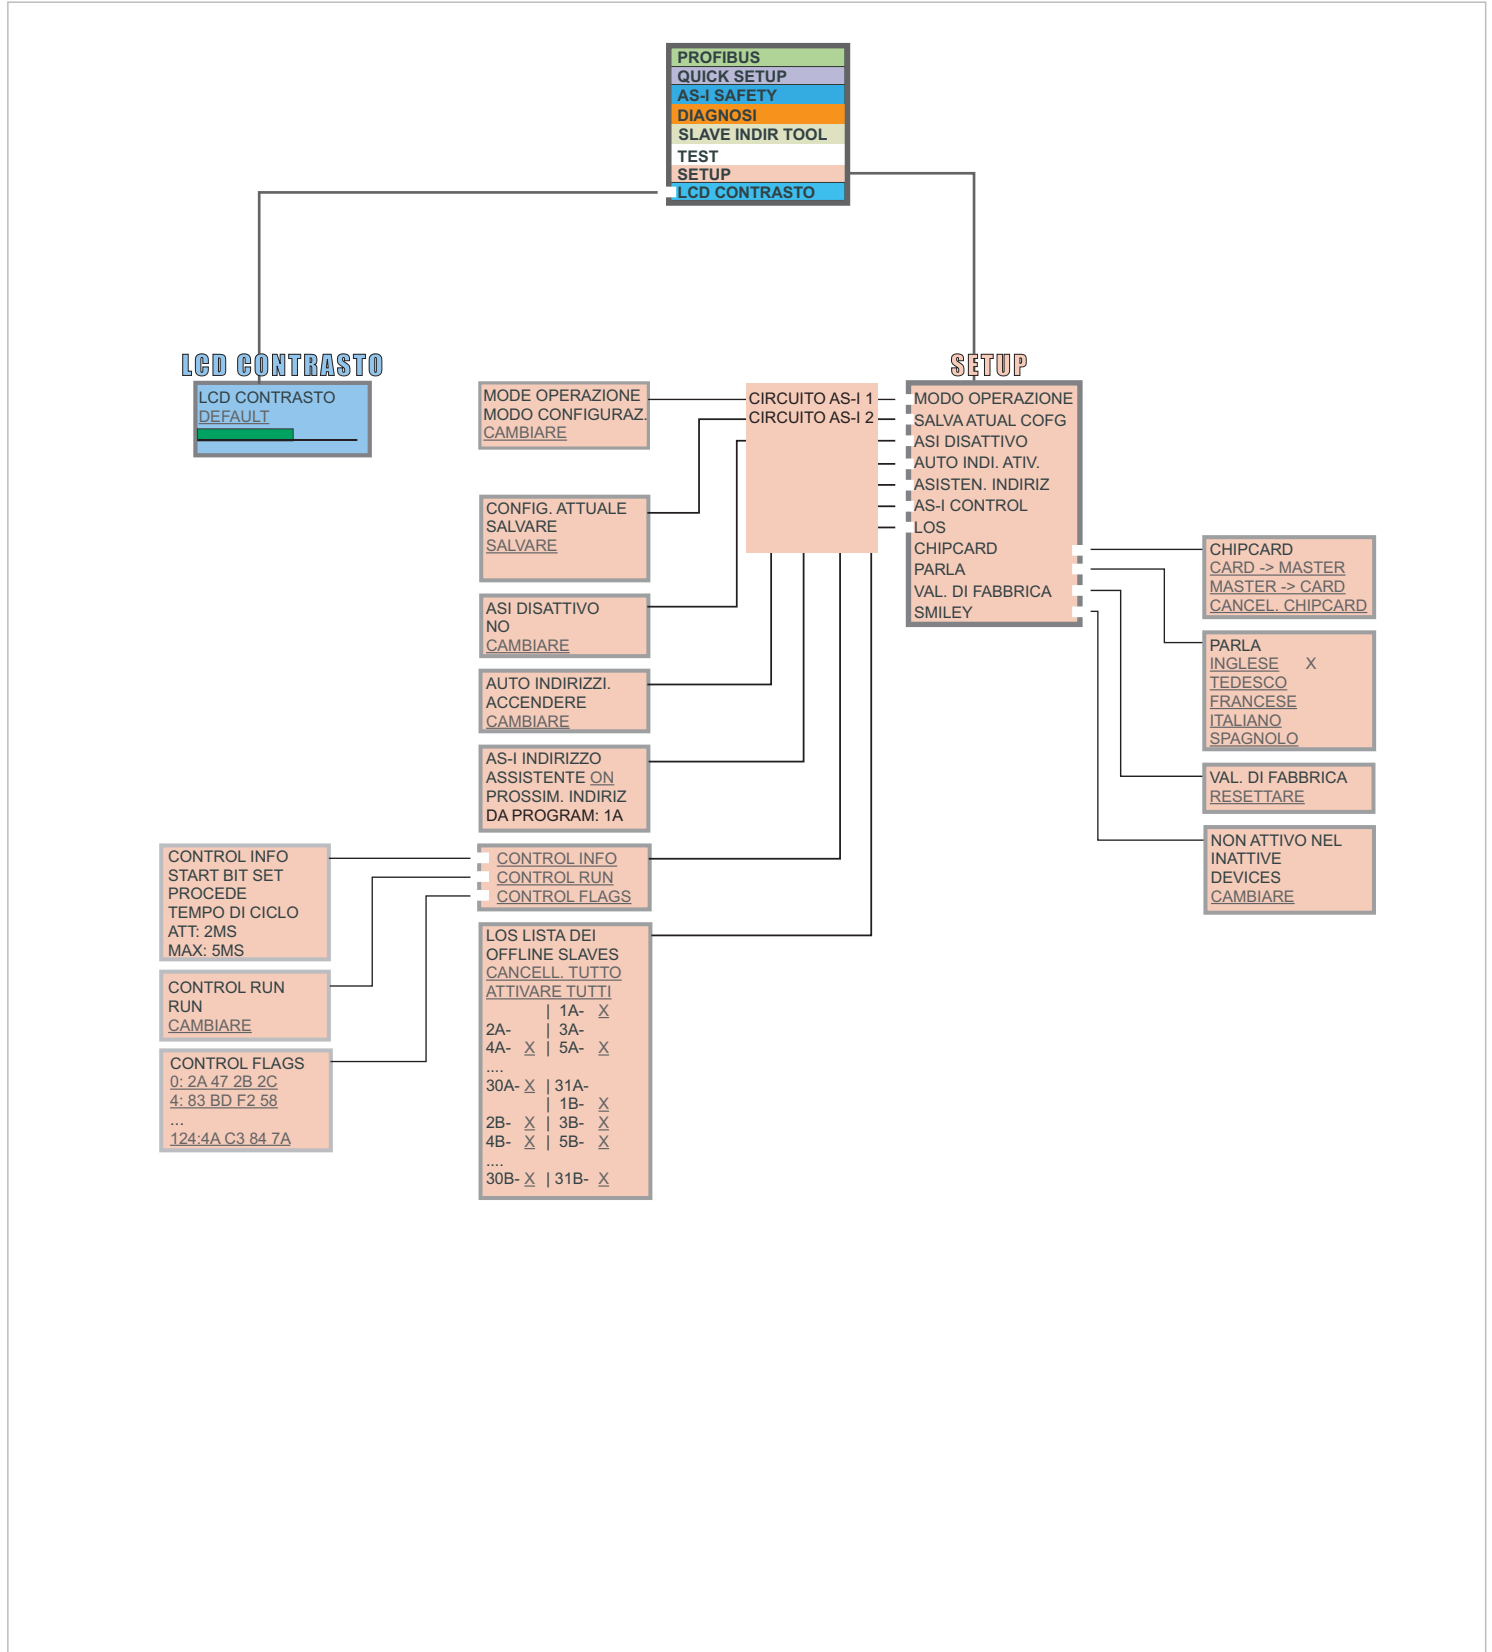 PROFIBUS
QUICK SETUP
AS-I SAFETY
DIAGNOSI
SLAVE INDIR TOOL
TEST
SETUP
LCD CONTRASTO
LCD CONTRASTO
LCD CONTRASTO
DEFAULT
SETUP
MODO OPERAZIONE
SALVA ATUAL COFG
ASI DISATTIVO
AUTO INDI. ATIV.
ASISTEN. INDIRIZ
AS-I CONTROL
LOS
CHIPCARD
PARLA
VAL. DI FABBRICA
SMILEY
CIRCUITO AS-I 1
CIRCUITO AS-I 2
MODE OPERAZIONE
MODO CONFIGURAZ.
CAMBIARE
CONFIG. ATTUALE
SALVARE
SALVARE
ASI DISATTIVO
NO
CAMBIARE
AUTO INDIRIZZI.
ACCENDERE
CAMBIARE
AS-I INDIRIZZO
ASSISTENTE ON
PROSSIM. INDIRIZ
DA PROGRAM: 1A
CONTROL INFO
CONTROL RUN
CONTROL FLAGS
CONTROL INFO
START BIT SET
PROCEDE
TEMPO DI CICLO
ATT: 2MS
MAX: 5MS
CONTROL RUN
RUN
CAMBIARE
CONTROL FLAGS
0: 2A 47 2B 2C
4: 83 BD F2 58
...
124:4A C3 84 7A
LOS LISTA DEI
OFFLINE SLAVES
CANCELL. TUTTO
ATTIVARE TUTTI
| 1A- X
2A- | 3A-
4A- X | 5A- X
....
30A- X | 31A-
| 1B- X
2B- X | 3B- X
4B- X | 5B- X
....
30B- X | 31B- X
CHIPCARD
CARD -> MASTER
MASTER -> CARD
CANCEL. CHIPCARD
PARLA
INGLESE X
TEDESCO
FRANCESE
ITALIANO
SPAGNOLO
VAL. DI FABBRICA
RESETTARE
NON ATTIVO NEL
INATTIVE
DEVICES
CAMBIARE